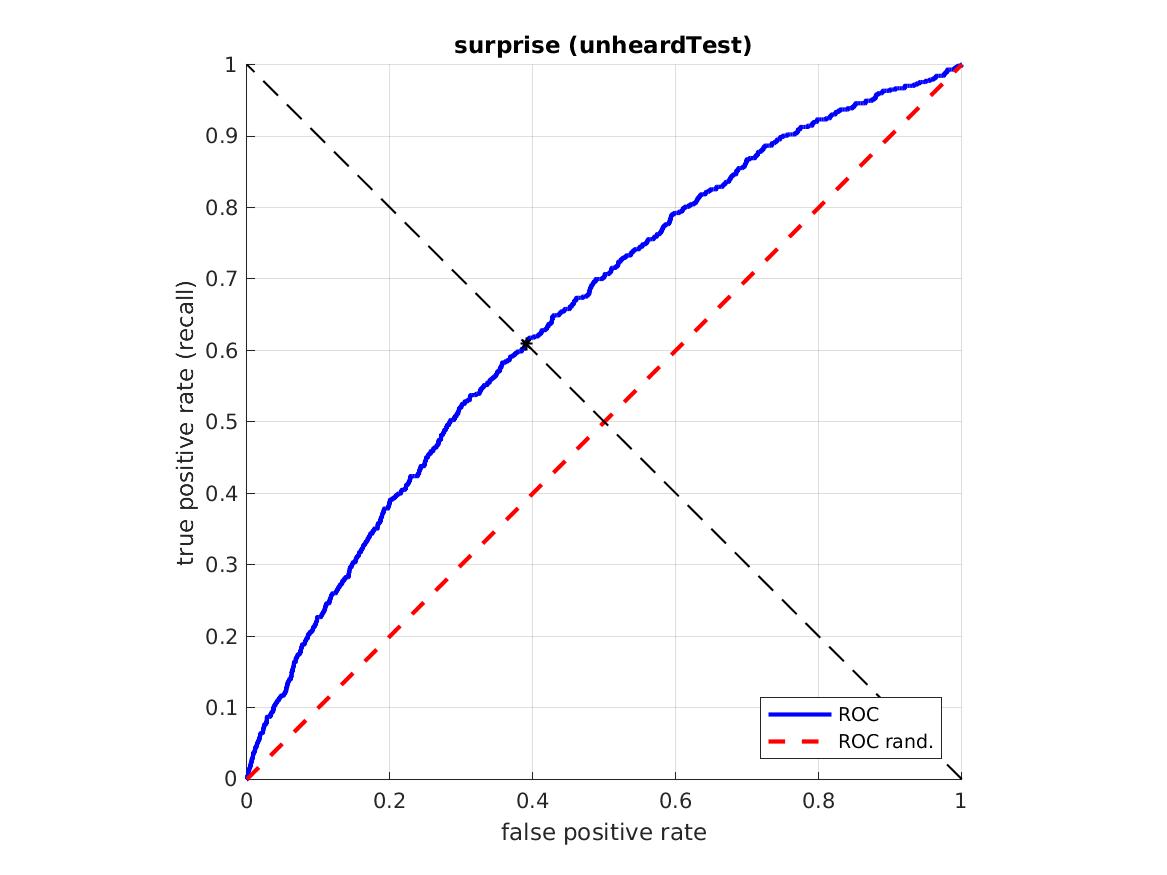 surprise (unheardTest)
true positive rate (recall)
1
0.9
0.8
0.7
0.6
0.5
0.4
0.3
0.2
0.1
0
0 0.2 0.4 0.6 0.8 1
false positive rate
ROC
ROC rand.